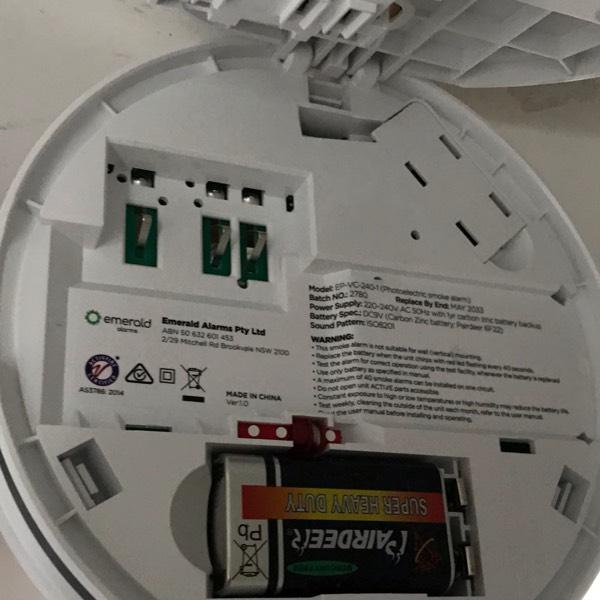 Model: EP-VC-240-1 (Photoelectric smoke alarm)
Batch NO.: 2780 Replace By End: MAY 2033
Power Supply: 220-240V AC 50Hz with 1yr carbon zinc battery backup
Battery Spec.: DC9V (Carbon Zinc battery: Pairdeer 6F22)
Sound Pattern: ISO8201
emerald
alarms
Emerald Alarms Pty Ltd
ABN 50 632 601 453
2/29 Mitchell Rd Brookvale NSW 2100
AS3786: 2014
MADE IN CHINA
Ver:1.0
WARNING:
• This smoke alarm is not suitable for wall (vertical) mounting.
• Replace the battery when the unit chirps with red led flashing every 40 seconds.
• Test the alarm for correct operation using the test facility, whenever the battery is replaced
• Use only battery as specified in user manual.
• A maximum of 40 smoke alarms can be installed on one circuit.
• Do not open unit, ACTIVE parts accessible.
• Constant exposure to high or low temperatures or high humidity may reduce the battery life.
• Test weekly, cleaning the outside of the unit each month, refer to the user manual.
the user manual before installing and operating.
SUPER HEAVY DUTY
PAIRDEER
Pb